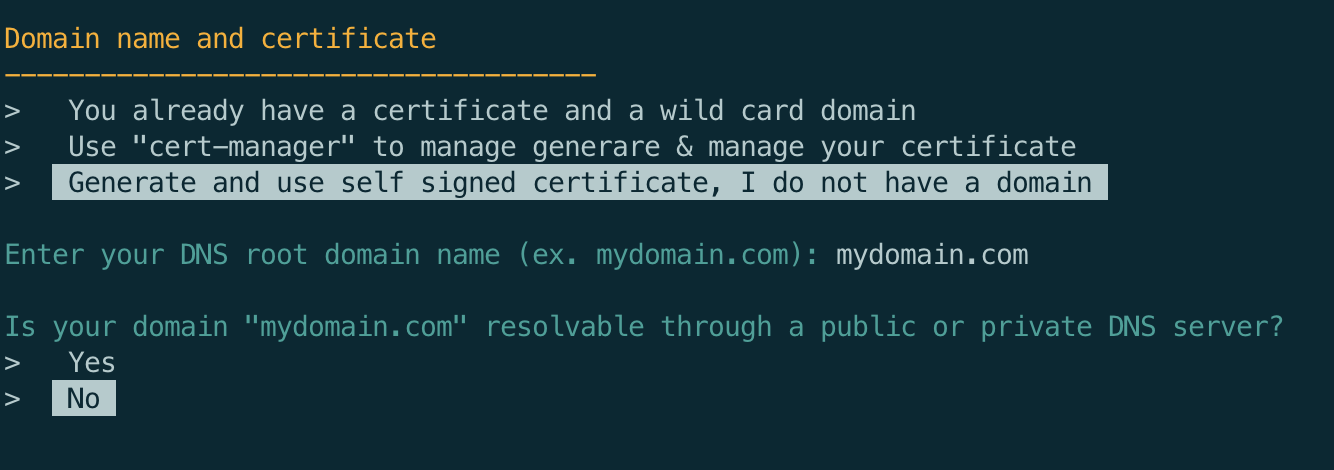 Domain name and certificate
-------------------------------------
> You already have a certificate and a wild card domain
> Use "cert-manager" to manage generare & manage your certificate
> Generate and use self signed certificate, I do not have a domain
Enter your DNS root domain name (ex. mydomain.com): mydomain.com
Is your domain "mydomain.com" resolvable through a public or private DNS server?
> Yes
> No